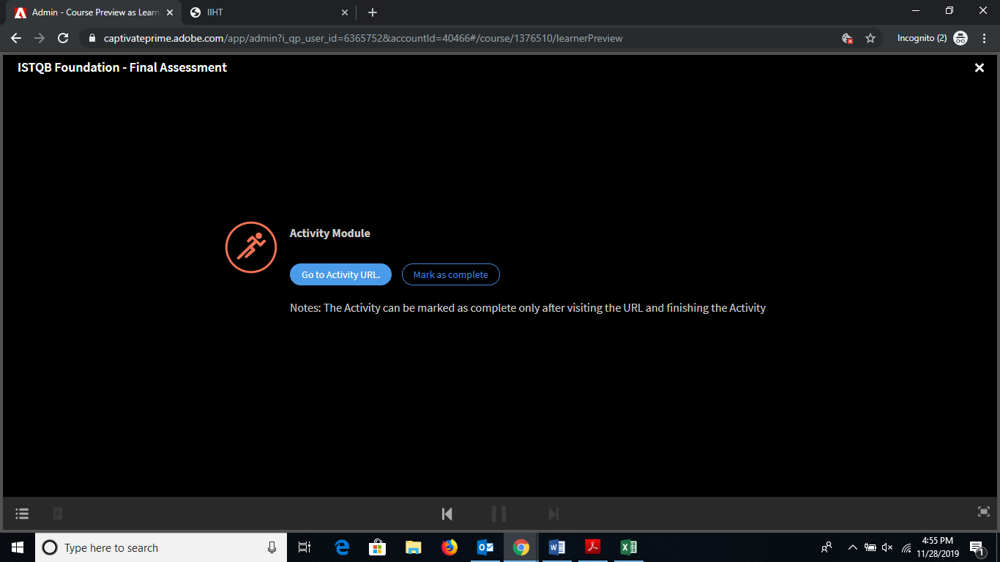 Admin - Course Preview as Learn
IIHT
captivateprime.adobe.com/app/admin?i_qp_user_id=6365752&accountId=40466#/course/1376510/learnerPreview
Incognito (2)
ISTQB Foundation - Final Assessment
Activity Module
Go to Activity URL.
Mark as complete
Notes: The Activity can be marked as complete only after visiting the URL and finishing the Activity
Type here to search
4:55 PM
11/28/2019
1